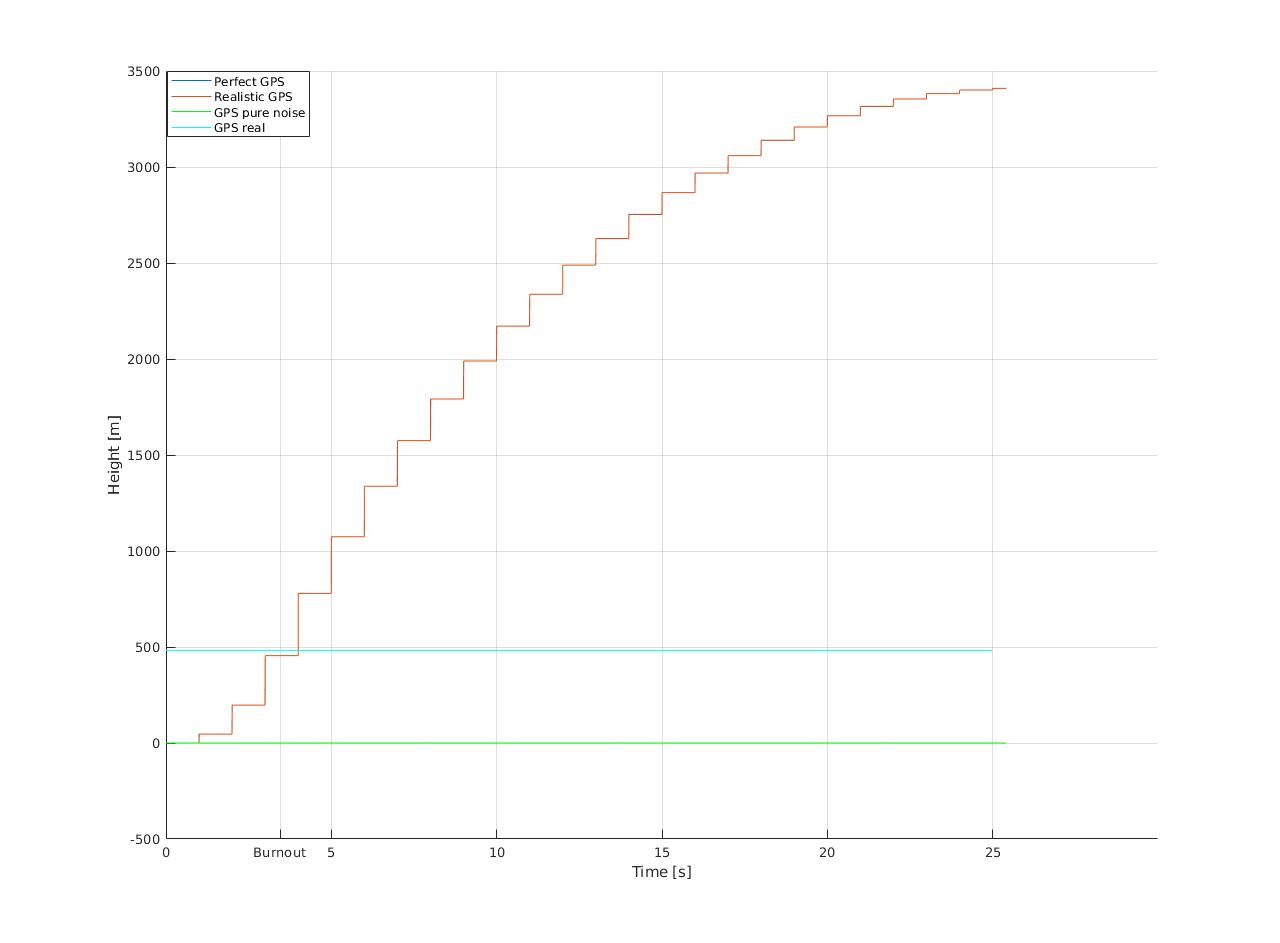 3500
Perfect GPS
Realistic GPS
GPS pure noise
GPS real
3000
2500
2000
1500
1000
500
0
-500
Height [m]
0 Burnout 5 10 15 20 25
Time [s]